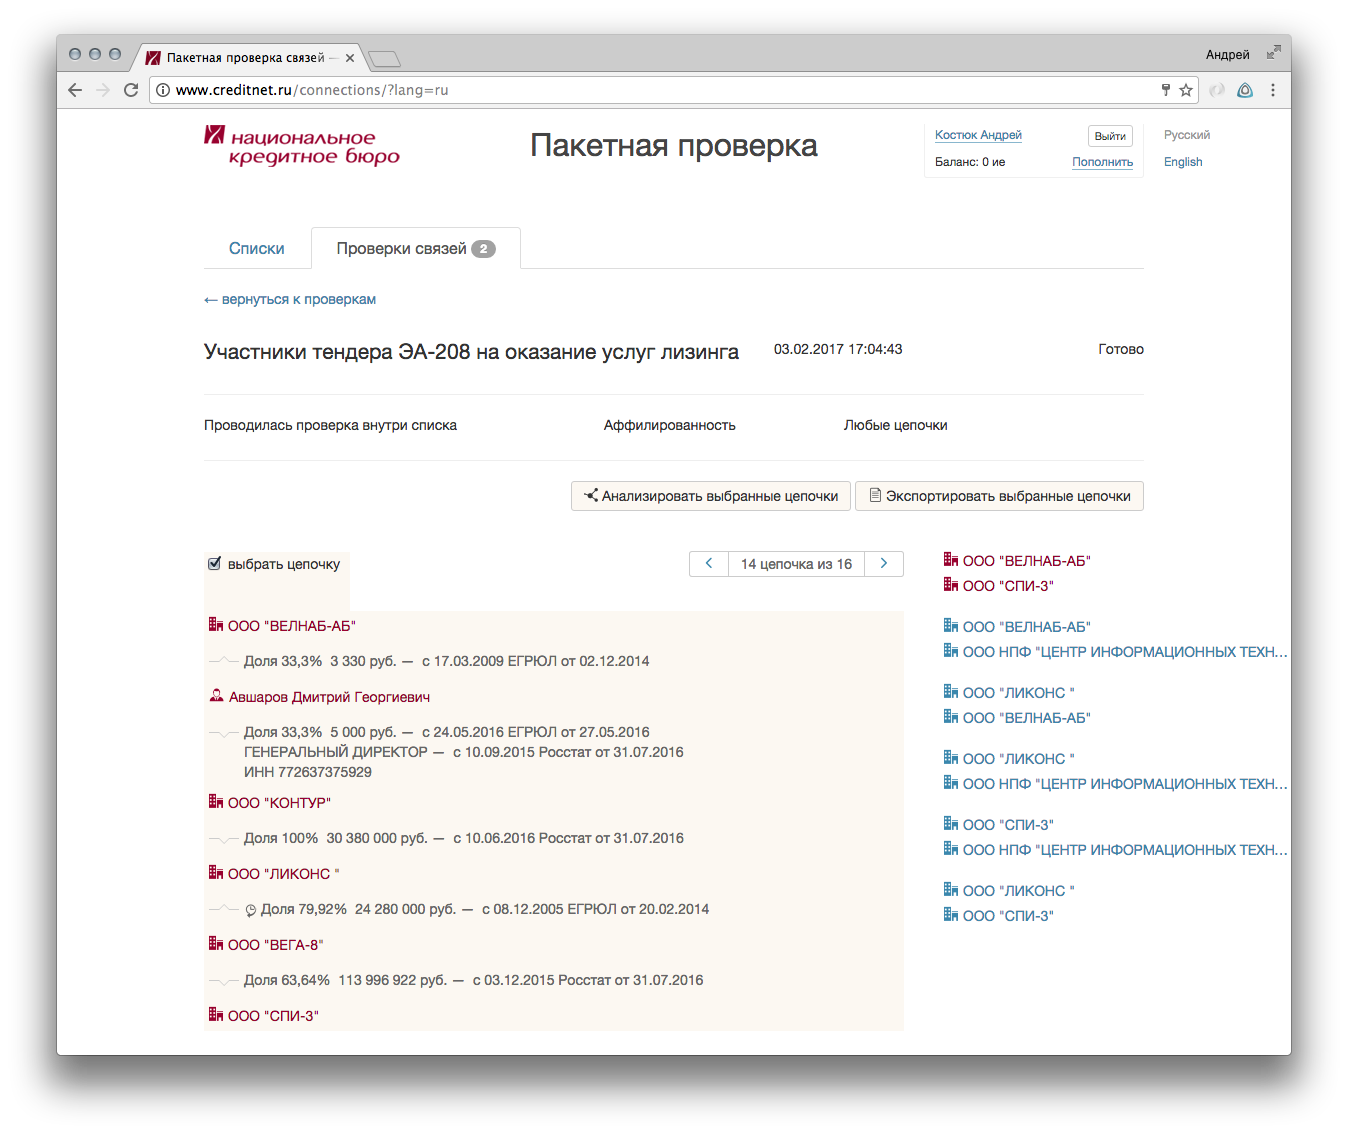 Пакетная проверка связей —
Андрей
www.creditnet.ru/connections/?lang=ru
национальное
кредитное бюро
Пакетная проверка
Костюк Андрей
Выйти
Русский
Баланс: 0 ие
Пополнить
English
Списки
Проверки связей 2
← вернуться к проверкам
Участники тендера ЭА-208 на оказание услуг лизинга
03.02.2017 17:04:43
Готово
Проводилась проверка внутри списка
Аффилированность
Любые цепочки
Анализировать выбранные цепочки
Экспортировать выбранные цепочки
выбрать цепочку
14 цепочка из 16
ООО "ВЕЛНАБ-АБ"
Доля 33,3% 3 330 руб. — с 17.03.2009 ЕГРЮЛ от 02.12.2014
Авшаров Дмитрий Георгиевич
Доля 33,3% 5 000 руб. — с 24.05.2016 ЕГРЮЛ от 27.05.2016
ГЕНЕРАЛЬНЫЙ ДИРЕКТОР — с 10.09.2015 Росстат от 31.07.2016
ИНН 772637375929
ООО "КОНТУР"
Доля 100% 30 380 000 руб. — с 10.06.2016 Росстат от 31.07.2016
ООО "ЛИКОНС "
Доля 79,92% 24 280 000 руб. — с 08.12.2005 ЕГРЮЛ от 20.02.2014
ООО "ВЕГА-8"
Доля 63,64% 113 996 922 руб. — с 03.12.2015 Росстат от 31.07.2016
ООО "СПИ-3"
ООО "ВЕЛНАБ-АБ"
ООО "СПИ-3"
ООО "ВЕЛНАБ-АБ"
ООО НПФ "ЦЕНТР ИНФОРМАЦИОННЫХ ТЕХН...
ООО "ЛИКОНС "
ООО "ВЕЛНАБ-АБ"
ООО "ЛИКОНС "
ООО НПФ "ЦЕНТР ИНФОРМАЦИОННЫХ ТЕХН...
ООО "СПИ-3"
ООО НПФ "ЦЕНТР ИНФОРМАЦИОННЫХ ТЕХН...
ООО "ЛИКОНС "
ООО "СПИ-3"